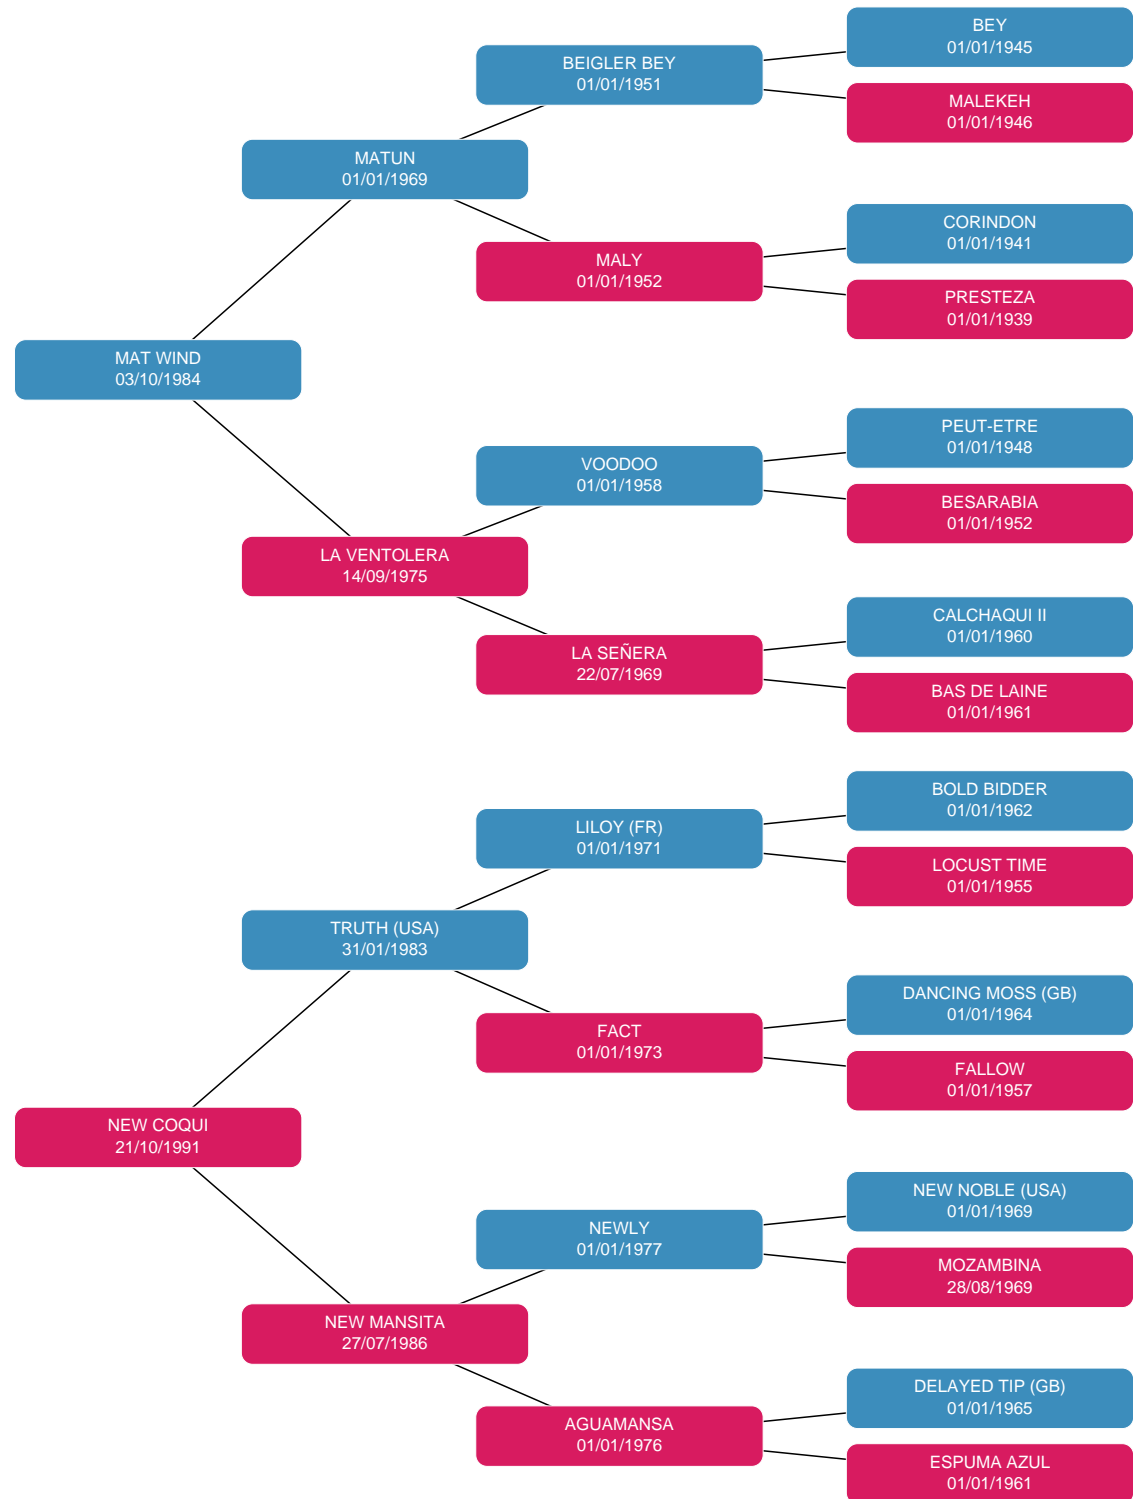 BEY
01/01/1945
BEIGLER BEY
01/01/1951
MALEKEH
01/01/1946
MATUN
01/01/1969
CORINDON
01/01/1941
MALY
01/01/1952
PRESTEZA
01/01/1939
MAT WIND
03/10/1984
PEUT-ETRE
01/01/1948
VOODOO
01/01/1958
BESARABIA
01/01/1952
LA VENTOLERA
14/09/1975
CALCHAQUI II
01/01/1960
LA SEÑERA
22/07/1969
BAS DE LAINE
01/01/1961
BOLD BIDDER
01/01/1962
LILOY (FR)
01/01/1971
LOCUST TIME
01/01/1955
TRUTH (USA)
31/01/1983
DANCING MOSS (GB)
01/01/1964
FACT
01/01/1973
FALLOW
01/01/1957
NEW COQUI
21/10/1991
NEW NOBLE (USA)
01/01/1969
NEWLY
01/01/1977
MOZAMBINA
28/08/1969
NEW MANSITA
27/07/1986
DELAYED TIP (GB)
01/01/1965
AGUAMANSA
01/01/1976
ESPUMA AZUL
01/01/1961